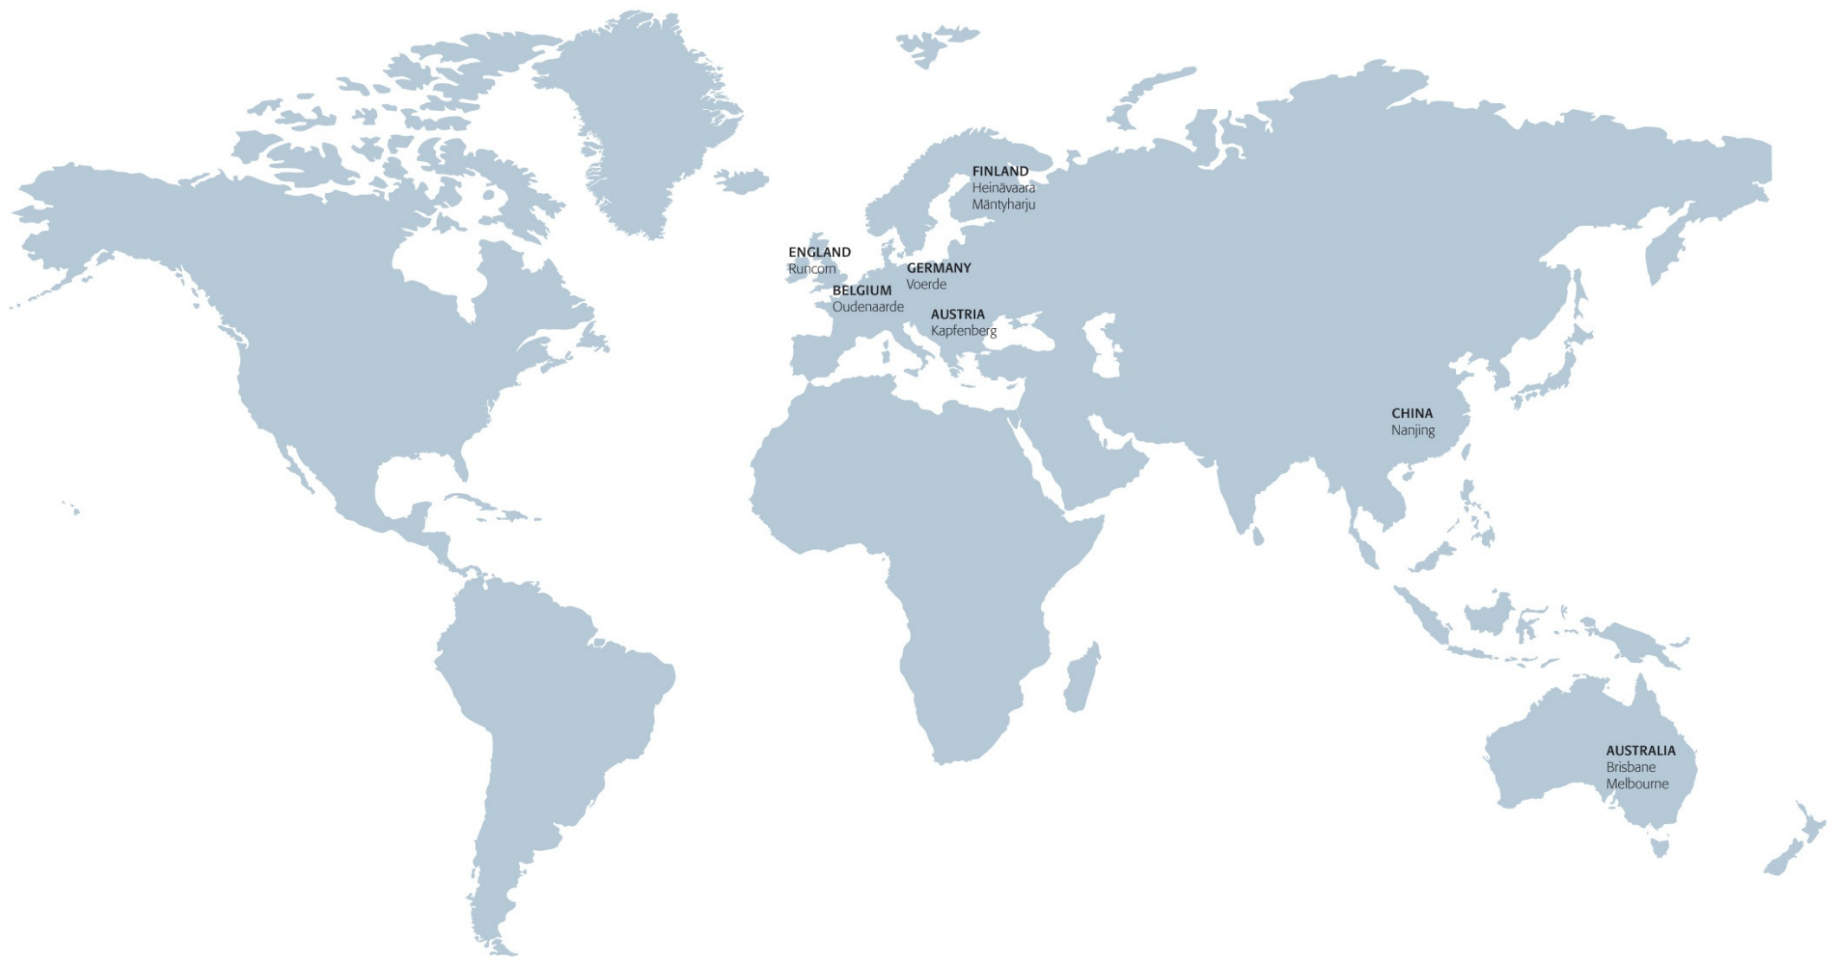 FINLAND
Heinävaara
Mäntyharju
ENGLAND
Runcorn
GERMANY
Voerde
BELGIUM
Oudenaarde
AUSTRIA
Kapfenberg
CHINA
Nanjing
AUSTRALIA
Brisbane
Melbourne